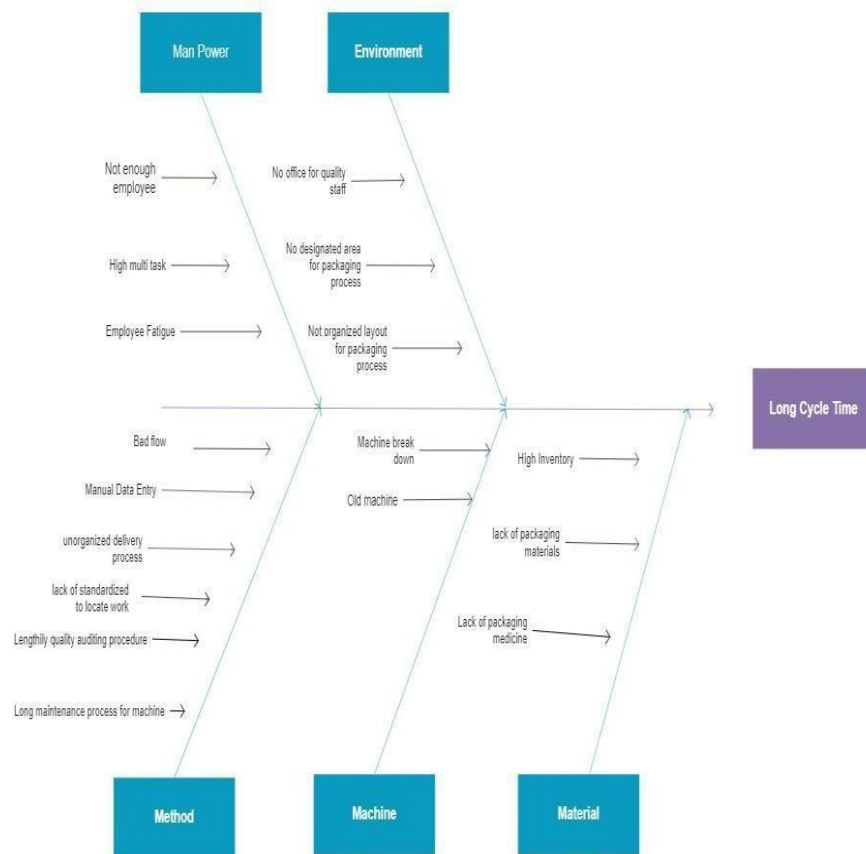 Man Power
Environment
Not enough
employee
High multi task
Employee Fatigue
No office for quality
staff
No designated area
for packaging
process
Not organized layout
for packaging
process
Long Cycle Time
Bad flow
Manual Data Entry
unorganized delivery
process
lack of standardized
to locate work
Lengthily quality auditing procedure
Long maintenance process for machine
Machine break
down
Old machine
High Inventory
lack of packaging
materials
Lack of packaging
medicine
Method
Machine
Material